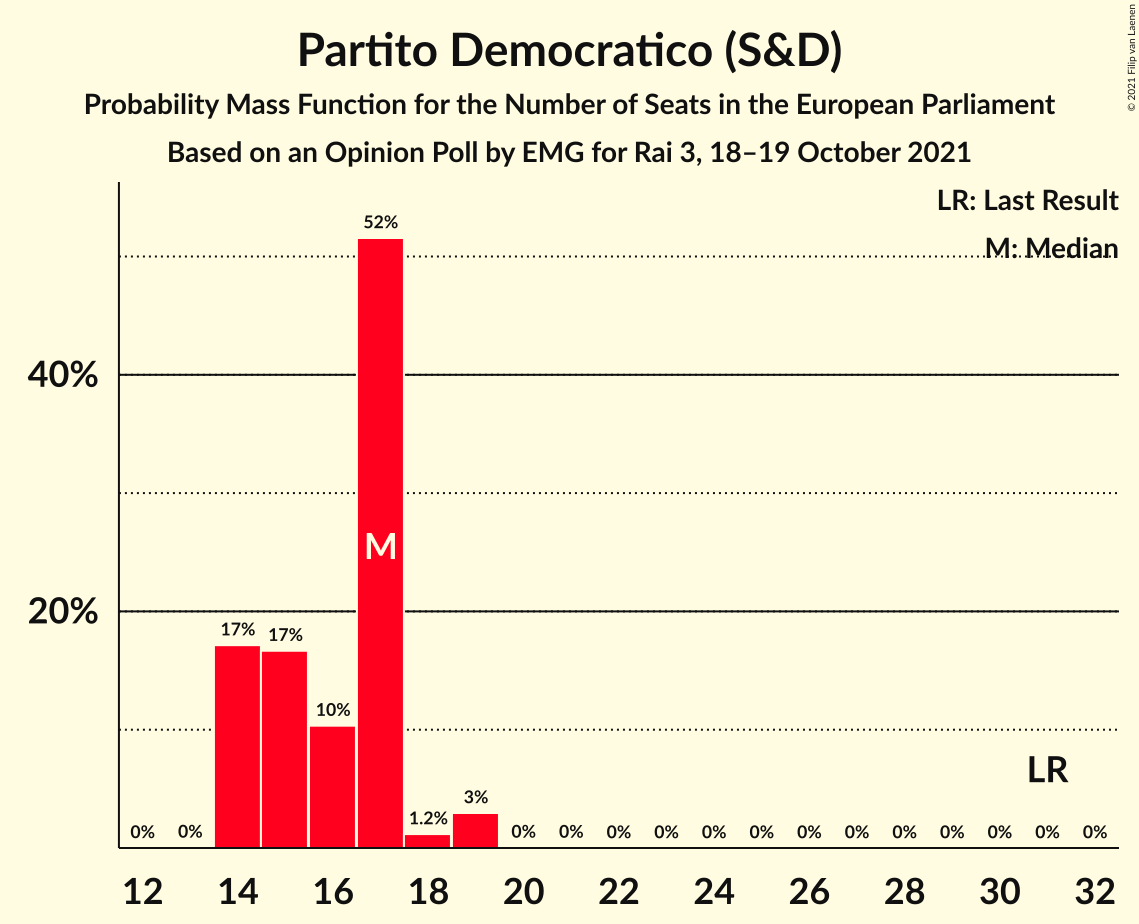 Partito Democratico (S&D)
Probability Mass Function for the Number of Seats in the European Parliament
Based on an Opinion Poll by EMG for Rai 3, 18–19 October 2021
© 2021 Filip van Laenen
LR: Last Result
M: Median
52%
40%
M
20%
17% 17%
10%
LR
0% 0% 1.2% 3% 0% 0% 0% 0% 0% 0% 0% 0% 0% 0% 0% 0% 0%
12 14 16 18 20 22 24 26 28 30 32